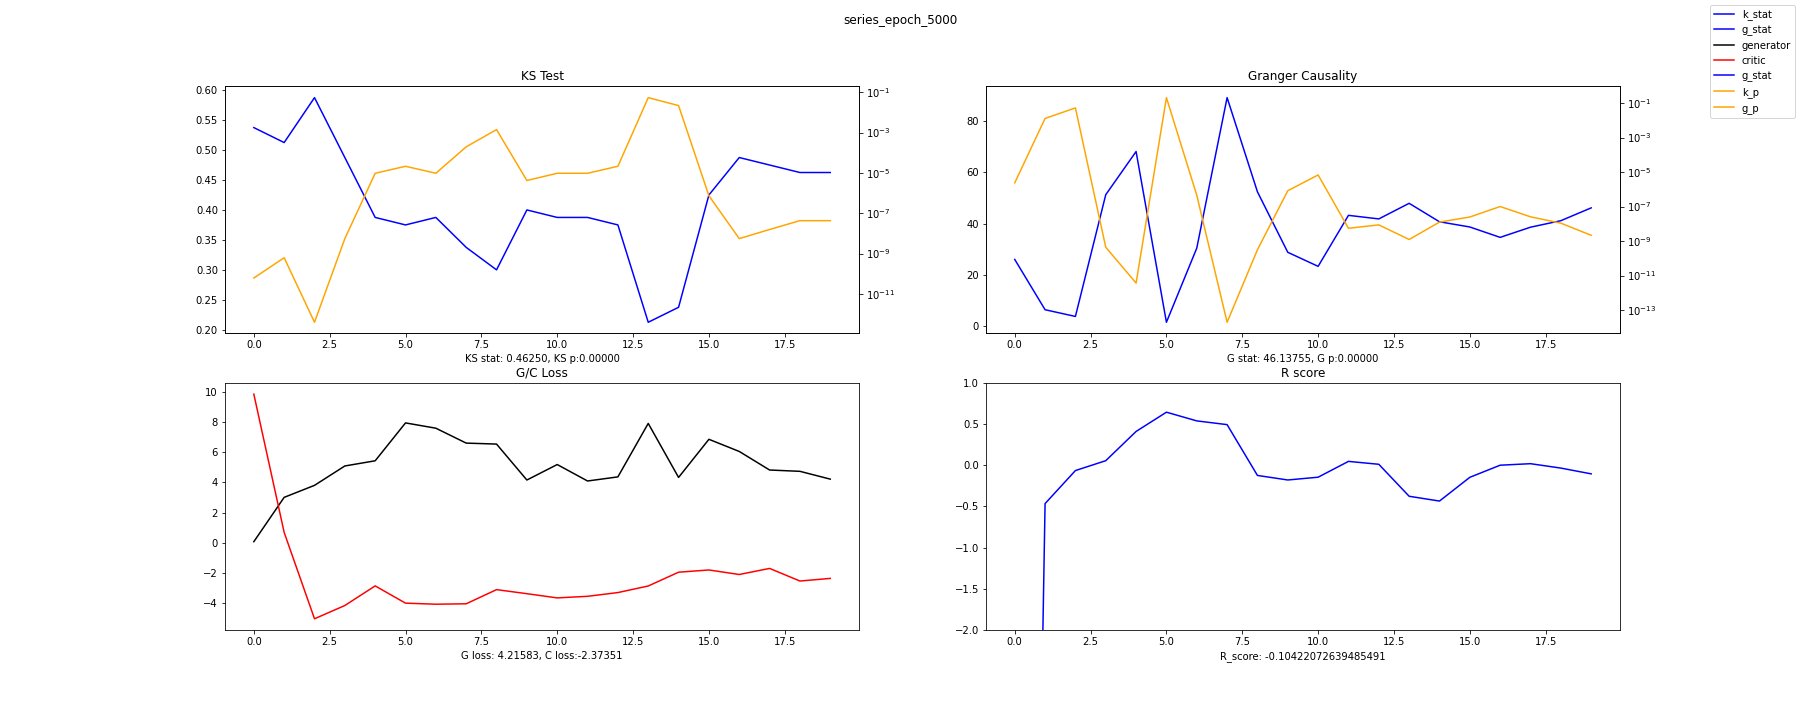 series_epoch_5000
k_stat
g_stat
generator
critic
g_stat
k_p
g_p
KS Test
0.60
0.55
0.50
0.45
0.40
0.35
0.30
0.25
0.20
10⁻¹
10⁻³
10⁻⁵
10⁻⁷
10⁻⁹
10⁻¹¹
0.0 2.5 5.0 7.5 10.0 12.5 15.0 17.5
KS stat: 0.46250, KS p:0.00000
Granger Causality
80
60
40
20
0
10⁻¹
10⁻³
10⁻⁵
10⁻⁷
10⁻⁹
10⁻¹¹
10⁻¹³
0.0 2.5 5.0 7.5 10.0 12.5 15.0 17.5
G stat: 46.13755, G p:0.00000
G/C Loss
10
8
6
4
2
0
−2
−4
0.0 2.5 5.0 7.5 10.0 12.5 15.0 17.5
G loss: 4.21583, C loss:-2.37351
R score
1.0
0.5
0.0
−0.5
−1.0
−1.5
−2.0
0.0 2.5 5.0 7.5 10.0 12.5 15.0 17.5
R_score: -0.10422072639485491